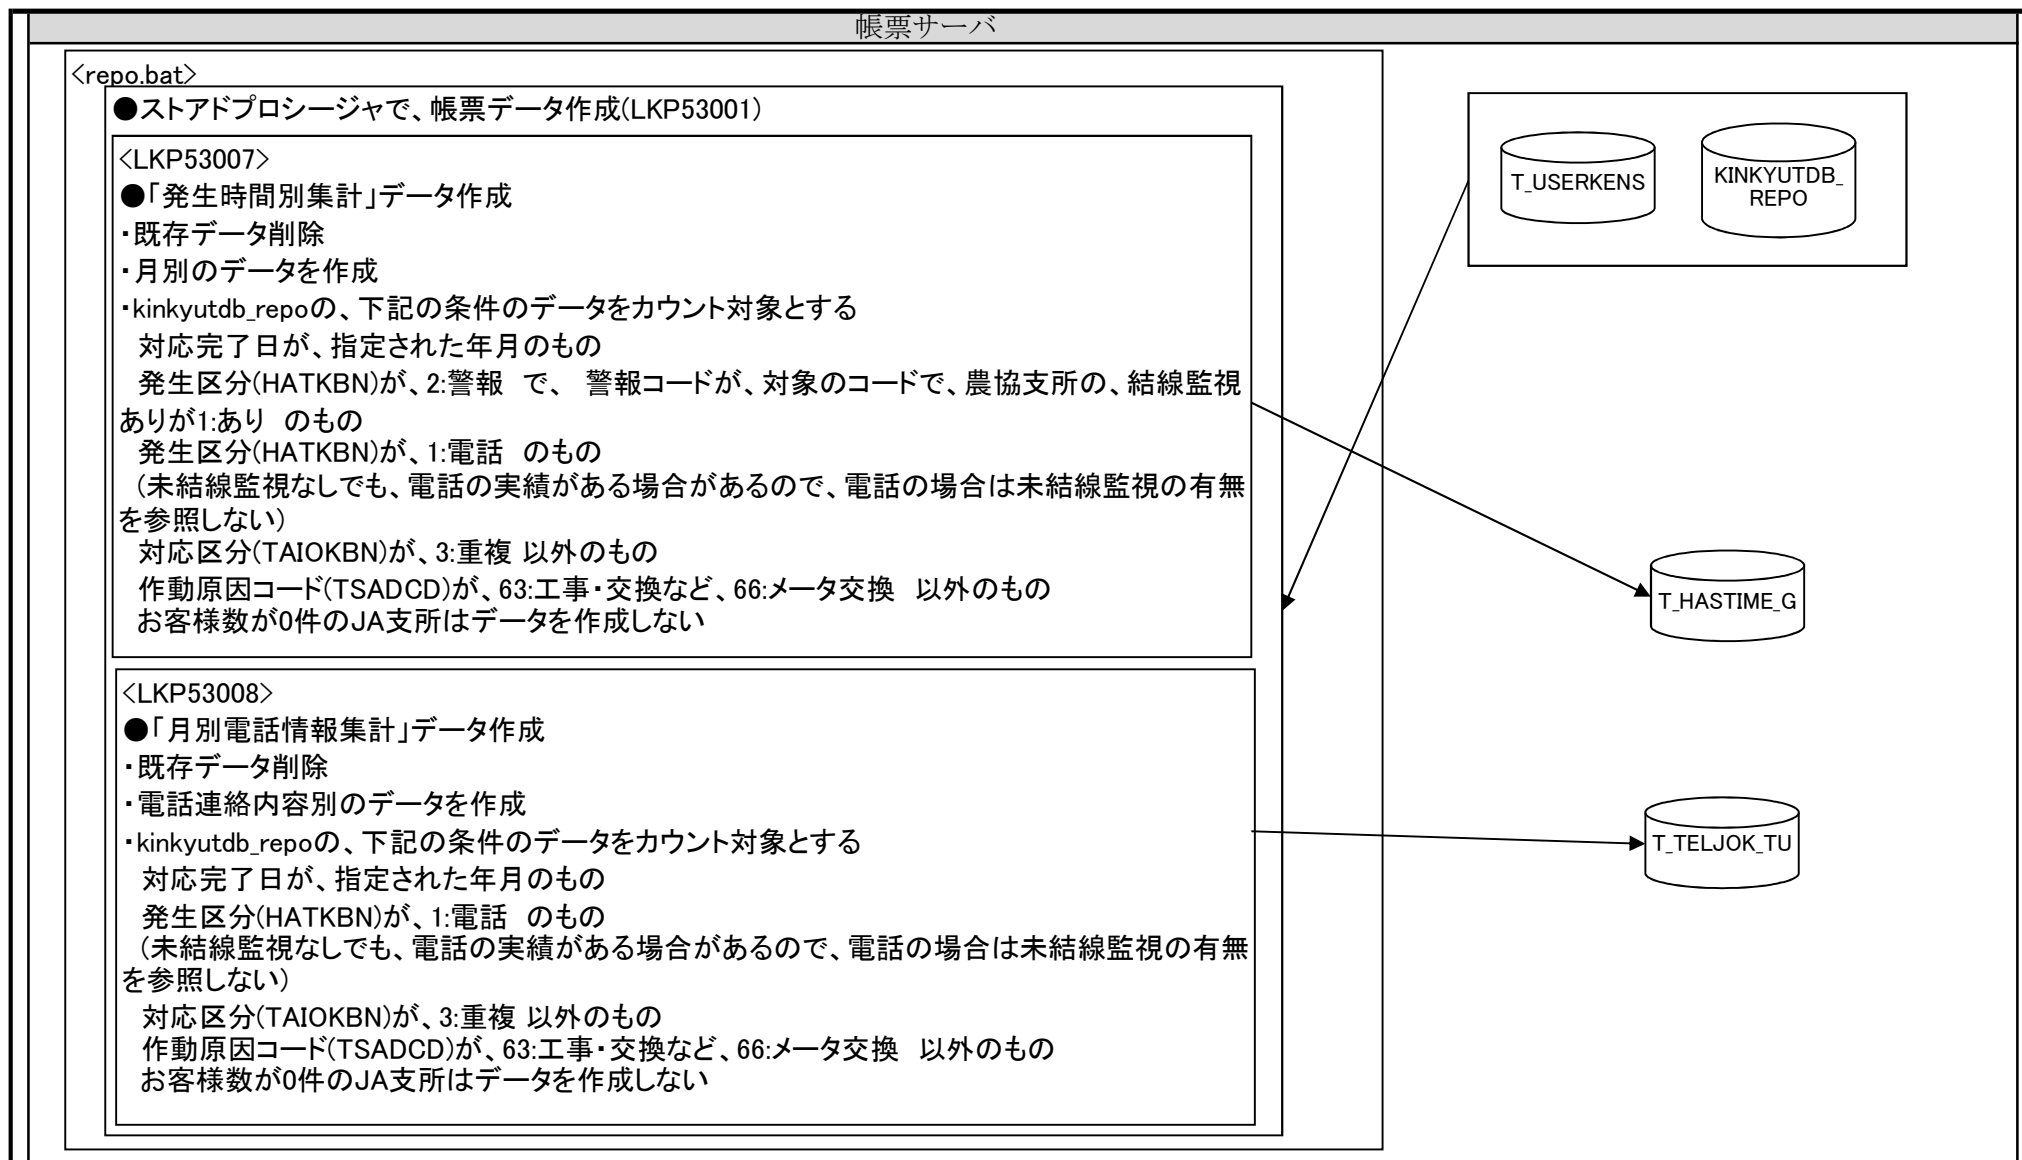 帳票サーバ
<repo.bat>
●ストアドプロシージャで、帳票データ作成(LKP53001)
<LKP53007>
●「発生時間別集計」データ作成
・既存データ削除
・月別のデータを作成
・kinkyutdb_repoの、下記の条件のデータをカウント対象とする
対応完了日が、指定された年月のもの
発生区分(HATKBN)が、2:警報　で、　警報コードが、対象のコードで、農協支所の、結線監視
ありが1:あり　のもの
発生区分(HATKBN)が、1:電話　のもの
(未結線監視なしでも、電話の実績がある場合があるので、電話の場合は未結線監視の有無
を参照しない)
対応区分(TAIOKBN)が、3:重複 以外のもの
作動原因コード(TSADCD)が、63:工事・交換など、66:メータ交換　以外のもの
お客様数が0件のJA支所はデータを作成しない
<LKP53008>
●「月別電話情報集計」データ作成
・既存データ削除
・電話連絡内容別のデータを作成
・kinkyutdb_repoの、下記の条件のデータをカウント対象とする
対応完了日が、指定された年月のもの
発生区分(HATKBN)が、1:電話　のもの
(未結線監視なしでも、電話の実績がある場合があるので、電話の場合は未結線監視の有無
を参照しない)
対応区分(TAIOKBN)が、3:重複 以外のもの
作動原因コード(TSADCD)が、63:工事・交換など、66:メータ交換　以外のもの
お客様数が0件のJA支所はデータを作成しない
T_USERKENS
KINKYUTDB_
REPO
T_HASTIME_G
T_TELJOK_TU